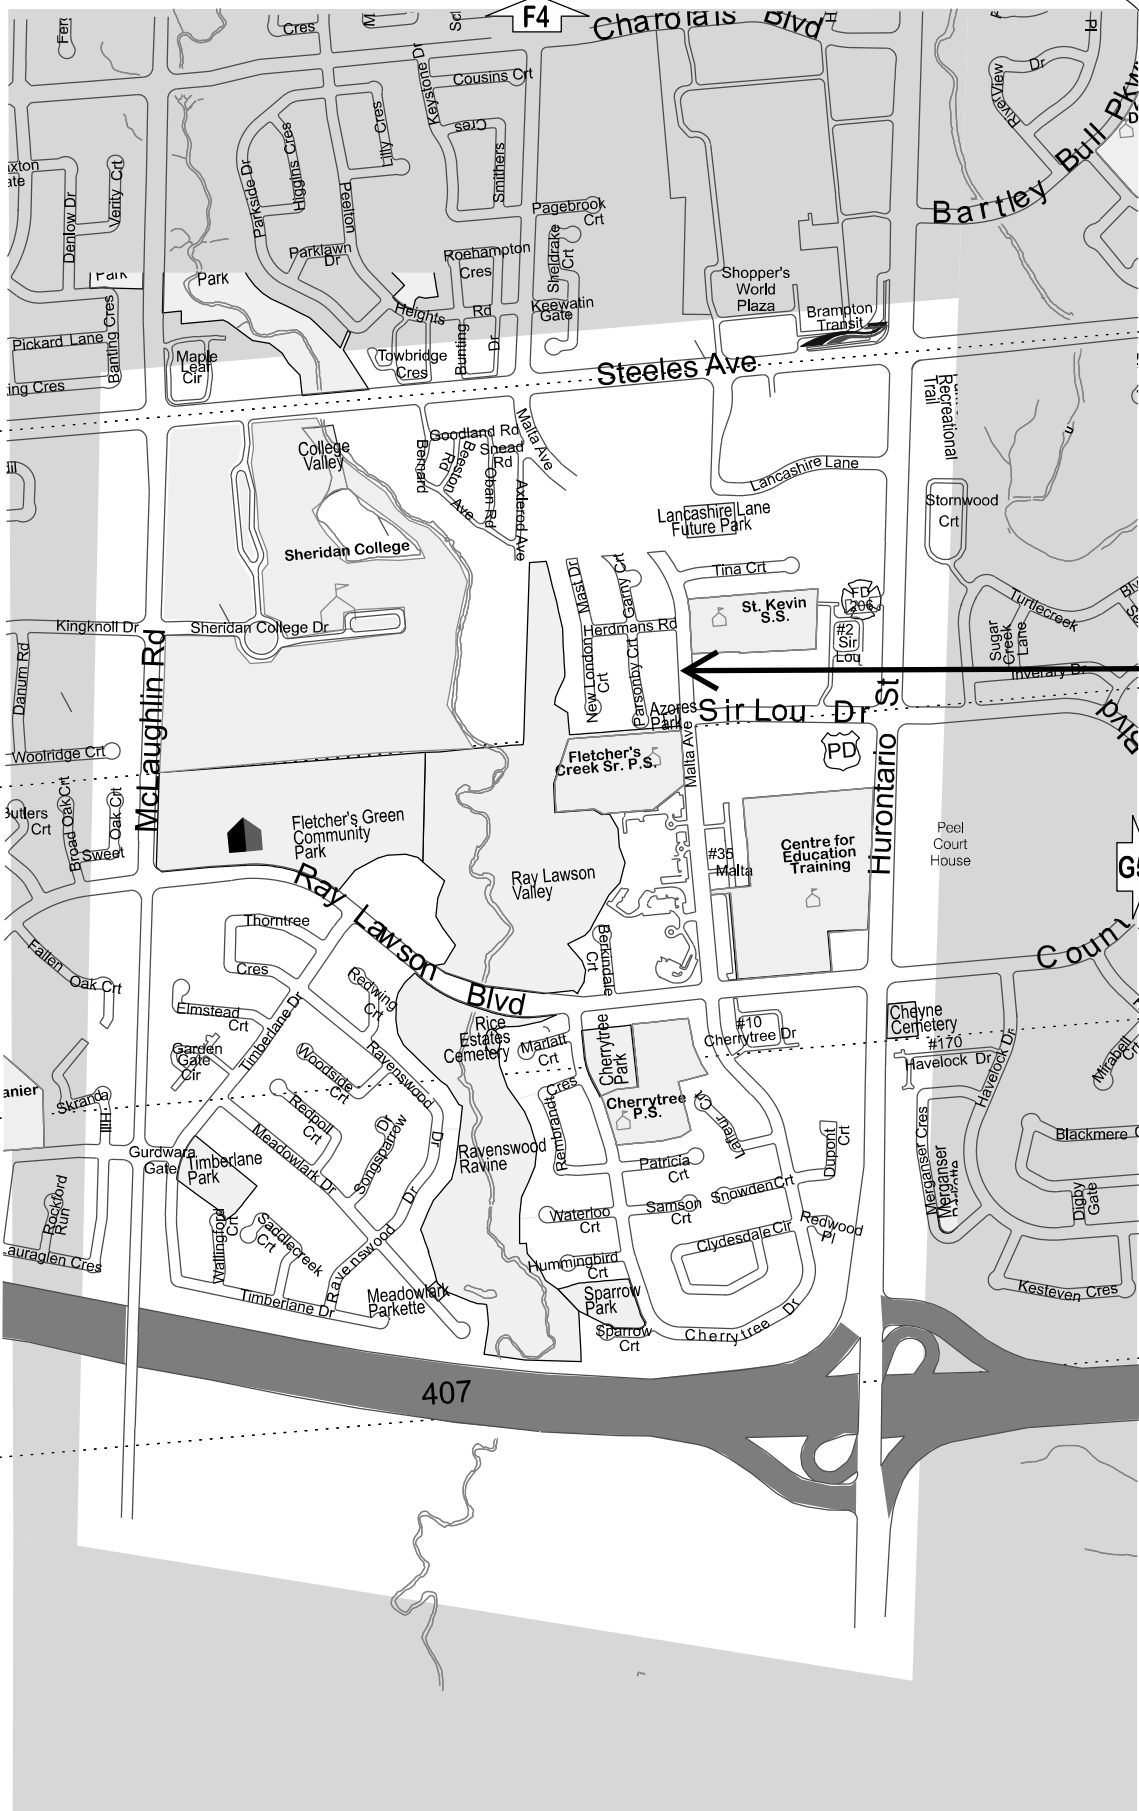 F4
Charolais Blvd
Cres
Cousins Crt
Keystone Dr
Cres
Smithers
Lilly Cres
Higgins Cres
Parkside Dr
Peelton
Parklawn
Dr
Heights
Rd
Verity Crt
Denlow Dr
Pagebrook
Crt
Sheldrake
Crt
Roehampton
Cres
Keewatin
Gate
Bunting
Dr
Towbridge
Cres
RiverView
Dr
Bartley Bull Pkwy
Shopper's
World
Plaza
Brampton
Transit
Park
Park
Pickard Lane
Banting Cres
ing Cres
Maple
Leaf
Cir
Steeles Ave
College
Valley
Goodland Rd
Snead
Rd
Malta Ave
Bernard
Ave
Beeston
Rd
Oban Rd
Axlerod Ave
Lancashire Lane
Recreational
Trail
Stornwood
Crt
Lancashire Lane
Future Park
Sheridan College
Tina Crt
Mast Dr
Garny Crt
St. Kevin
S.S.
FD
206
#2
Sir
Lou
Turtlecreek
Blvd
Sugar
Creek
Lane
Inverary Dr
Kingknoll Dr
Sheridan College Dr
Herdmans Rd
New London
Crt
Parsonby Crt
Azores
Park
Sir Lou Dr
Danum Rd
McLaughlin Rd
Woolridge Crt
Fletcher's
Creek Sr. P.S.
Malta Ave
PD
Hurontario St
Butlers
Crt
Broad Oak Crt
Sweet
Oak Crt
Fletcher's Green
Community
Park
Ray Lawson
Valley
#35
Malta
Centre for
Education
Training
Peel
Court
House
G5
Ray Lawson Blvd
Thorntree
Cres
Fallen
Oak Crt
Berkindale
Crt
Redwing
Crt
Elmstead
Crt
Timberlane Dr
Garden
Gate
Cir
Woodside
Crt
Ravenswood
Dr
Rice
Estates
Cemetery
Marlatt
Crt
Cherrytree
Park
#10
Cherrytree Dr
Cheyne
Cemetery
#170
Havelock Dr
Havelock Dr
Mirabell
Crt
Skranda
Hill
Redpoll
Crt
Songsparrow
Dr
Meadowlark Dr
Rembrandt
Cres
Cherrytree
P.S.
Lafleur
Crt
Dupont
Crt
Merganser Cres
Merganser
Blackmere
Gurdwara
Gate
Timberlane
Park
Ravenswood
Ravine
Patricia
Crt
Samson
Crt
Snowden Crt
Digby
Gate
Rockford
Run
Wallingford
Crt
Saddlecreek
Crt
Ravenswood
Dr
Waterloo
Crt
Clydesdale Cir
Redwood
Pl
auraglen Cres
Hummingbird
Crt
Timberlane Dr
Meadowlark
Parkette
Sparrow
Park
Sparrow
Crt
Cherrytree Dr
Kesteven Cres
407